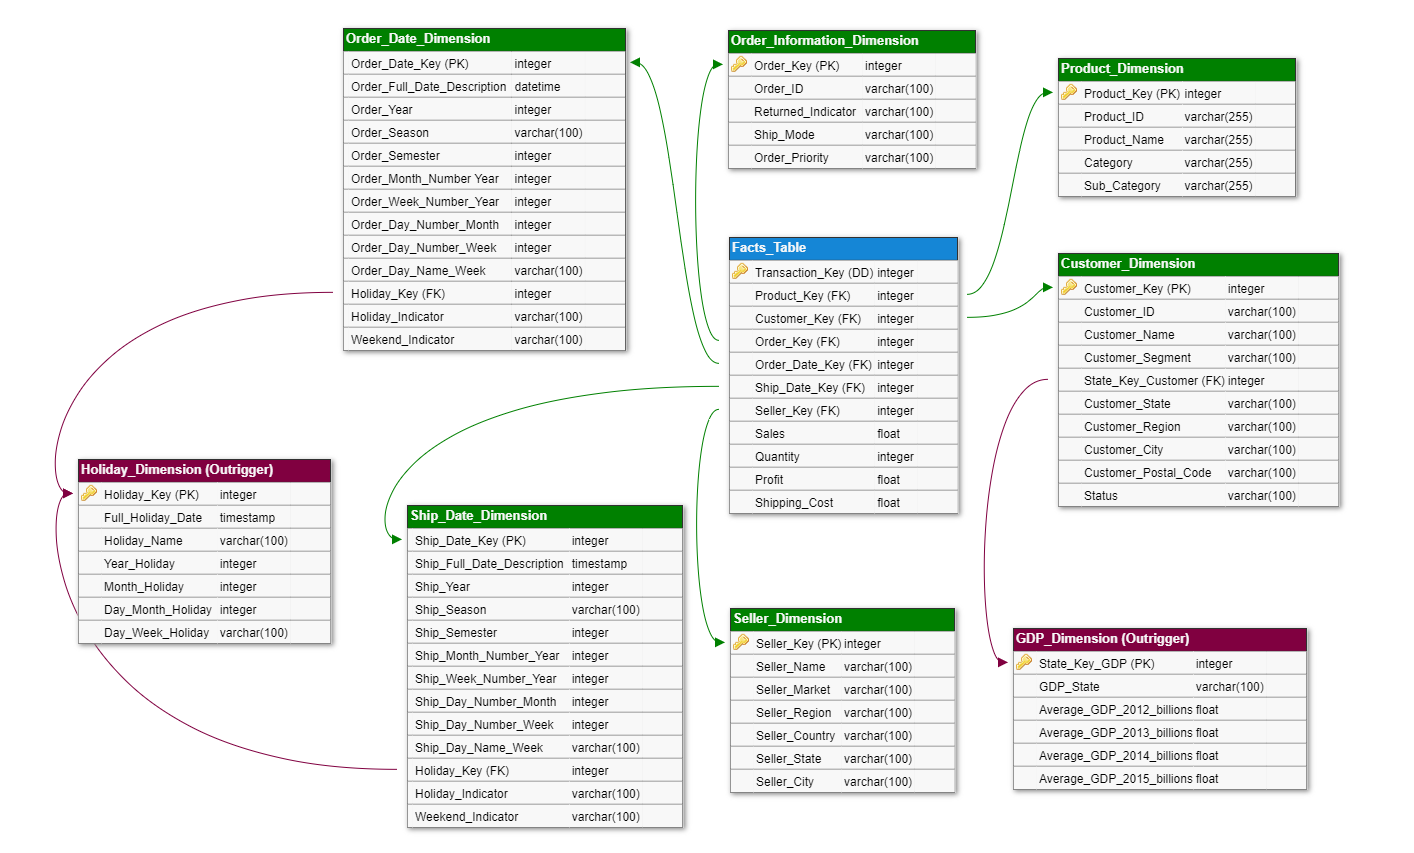 Order_Date_Dimension
Order_Date_Key (PK) integer
Order_Full_Date_Description datetime
Order_Year integer
Order_Season varchar(100)
Order_Semester integer
Order_Month_Number Year integer
Order_Week_Number_Year integer
Order_Day_Number_Month integer
Order_Day_Number_Week integer
Order_Day_Name_Week varchar(100)
Holiday_Key (FK) integer
Holiday_Indicator varchar(100)
Weekend_Indicator varchar(100)
Order_Information_Dimension
Order_Key (PK) integer
Order_ID varchar(100)
Returned_Indicator varchar(100)
Ship_Mode varchar(100)
Order_Priority varchar(100)
Product_Dimension
Product_Key (PK) integer
Product_ID varchar(255)
Product_Name varchar(255)
Category varchar(255)
Sub_Category varchar(255)
Facts_Table
Transaction_Key (DD) integer
Product_Key (FK) integer
Customer_Key (FK) integer
Order_Key (FK) integer
Order_Date_Key (FK) integer
Ship_Date_Key (FK) integer
Seller_Key (FK) integer
Sales float
Quantity integer
Profit float
Shipping_Cost float
Customer_Dimension
Customer_Key (PK) integer
Customer_ID varchar(100)
Customer_Name varchar(100)
Customer_Segment varchar(100)
State_Key_Customer (FK) integer
Customer_State varchar(100)
Customer_Region varchar(100)
Customer_City varchar(100)
Customer_Postal_Code varchar(100)
Status varchar(100)
Holiday_Dimension (Outrigger)
Holiday_Key (PK) integer
Full_Holiday_Date timestamp
Holiday_Name varchar(100)
Year_Holiday integer
Month_Holiday integer
Day_Month_Holiday integer
Day_Week_Holiday varchar(100)
Ship_Date_Dimension
Ship_Date_Key (PK) integer
Ship_Full_Date_Description timestamp
Ship_Year integer
Ship_Season varchar(100)
Ship_Semester integer
Ship_Month_Number_Year integer
Ship_Week_Number_Year integer
Ship_Day_Number_Month integer
Ship_Day_Number_Week integer
Ship_Day_Name_Week varchar(100)
Holiday_Key (FK) integer
Holiday_Indicator varchar(100)
Weekend_Indicator varchar(100)
Seller_Dimension
Seller_Key (PK) integer
Seller_Name varchar(100)
Seller_Market varchar(100)
Seller_Region varchar(100)
Seller_Country varchar(100)
Seller_State varchar(100)
Seller_City varchar(100)
GDP_Dimension (Outrigger)
State_Key_GDP (PK) integer
GDP_State varchar(100)
Average_GDP_2012_billions float
Average_GDP_2013_billions float
Average_GDP_2014_billions float
Average_GDP_2015_billions float